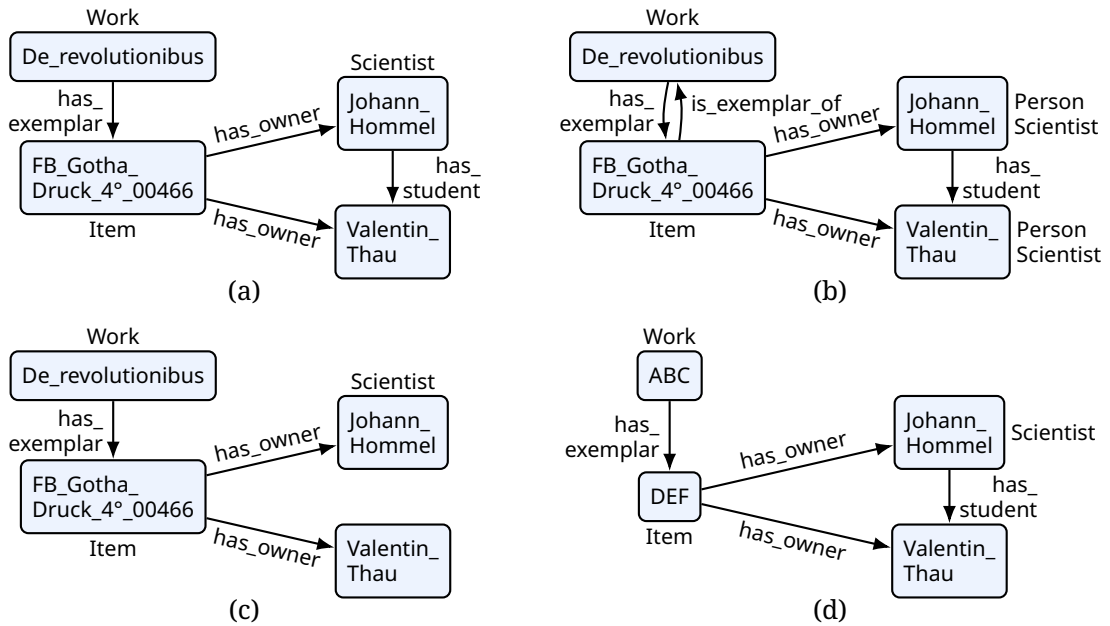 Work
De_revolutionibus
has_
exemplar
FB_Gotha_
Druck_4°_00466
Item
has_owner
has_owner
Scientist
Johann_
Hommel
has_
student
Valentin_
Thau
(a)
Work
De_revolutionibus
has_
exemplar
is_exemplar_of
FB_Gotha_
Druck_4°_00466
Item
has_owner
has_owner
Johann_
Hommel
Person
Scientist
has_
student
Valentin_
Thau
Person
Scientist
(b)
Work
De_revolutionibus
has_
exemplar
FB_Gotha_
Druck_4°_00466
Item
has_owner
has_owner
Scientist
Johann_
Hommel
Valentin_
Thau
(c)
Work
ABC
has_
exemplar
DEF
Item
has_owner
has_owner
Johann_
Hommel
Scientist
has_
student
Valentin_
Thau
(d)